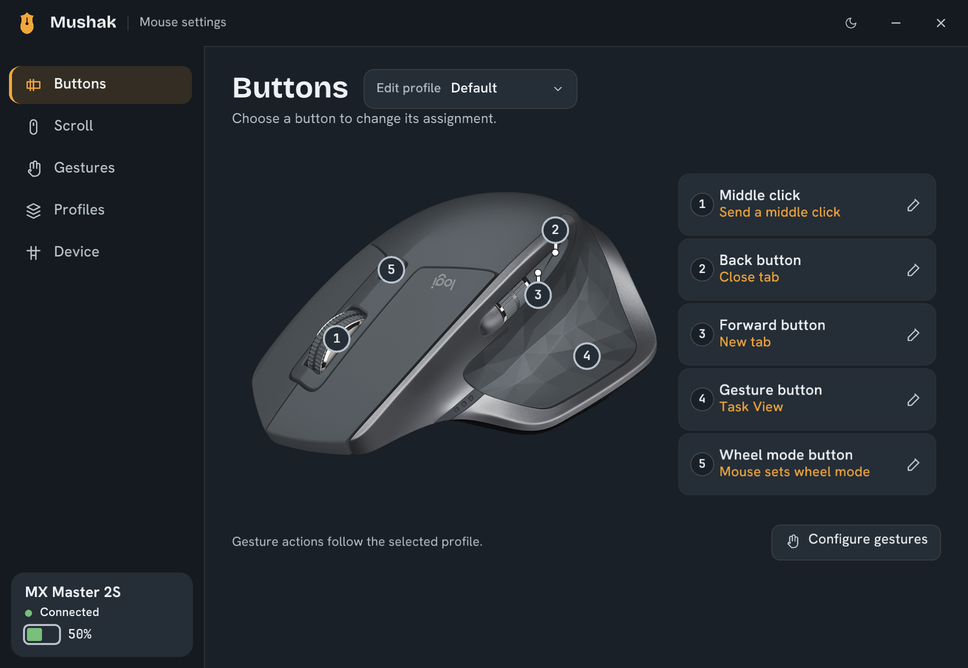 Mushak
Mouse settings
Buttons
Scroll
Gestures
Profiles
Device
MX Master 2S
Connected
50%
Buttons
Edit profile Default
Choose a button to change its assignment.
5
logi
2
3
1
4
1
Middle click
Send a middle click
2
Back button
Close tab
3
Forward button
New tab
4
Gesture button
Task View
5
Wheel mode button
Mouse sets wheel mode
Gesture actions follow the selected profile.
Configure gestures